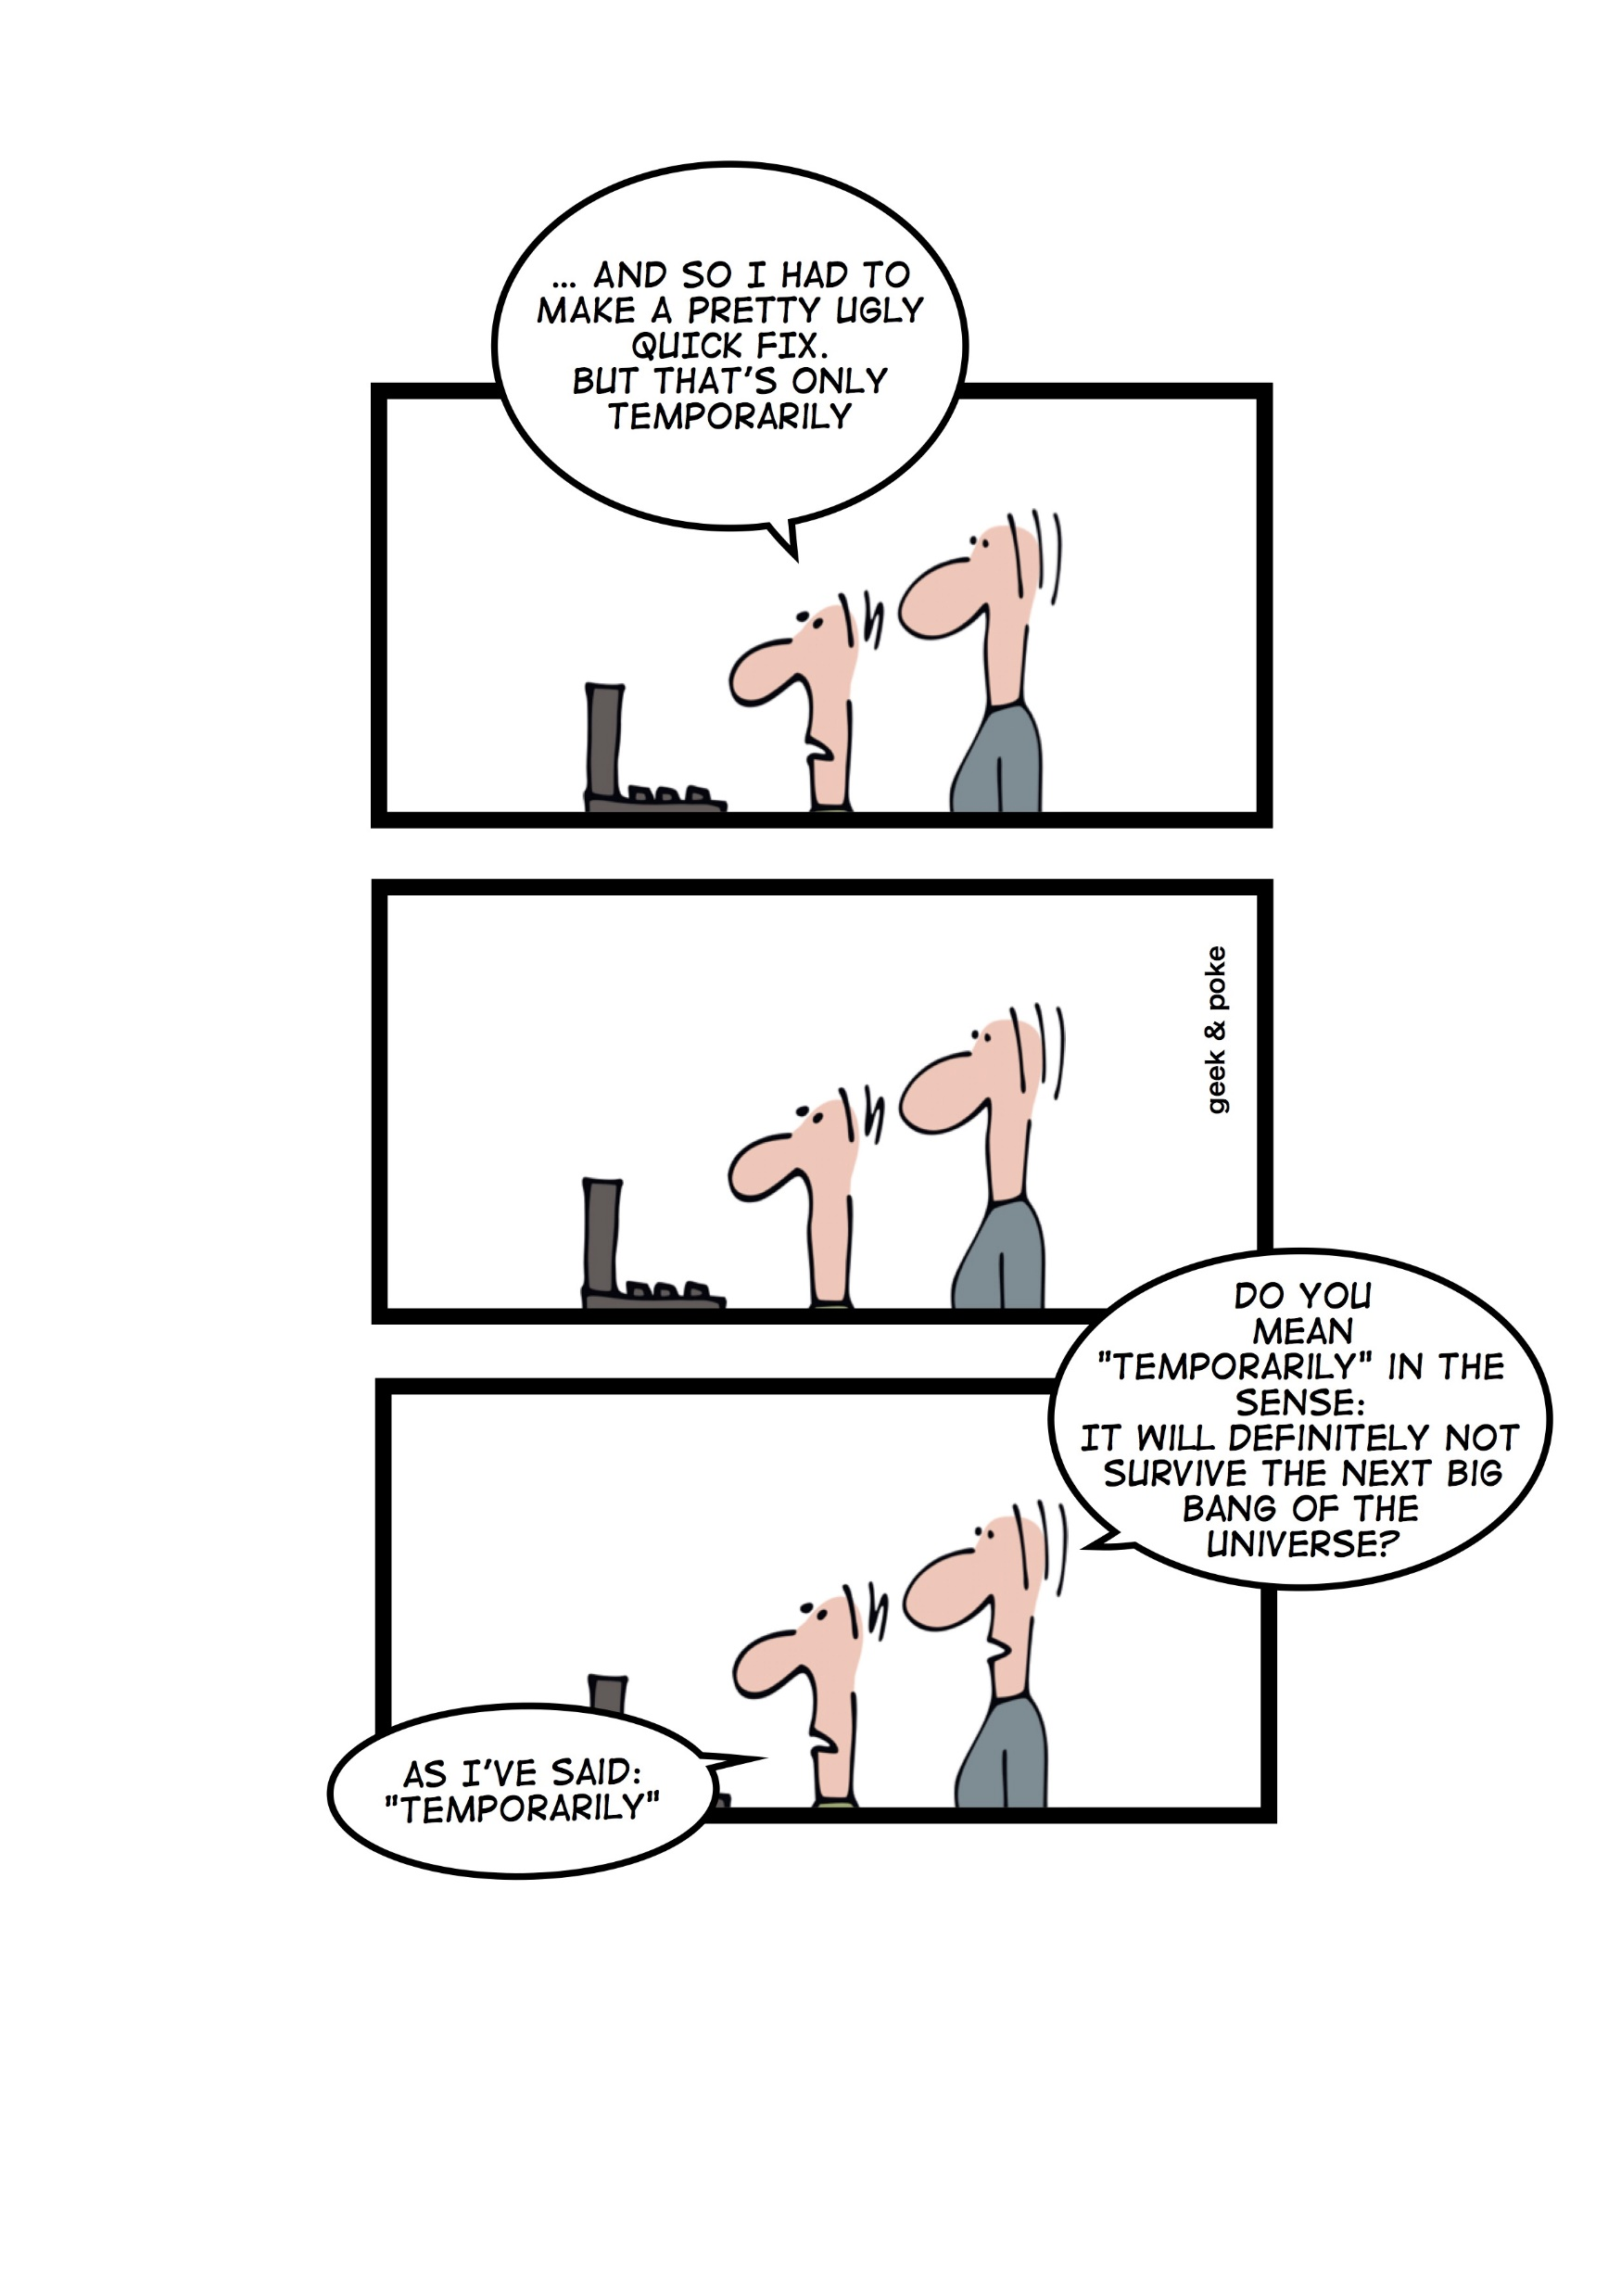 ... AND SO I HAD TO
MAKE A PRETTY UGLY
QUICK FIX.
BUT THAT'S ONLY
TEMPORARILY
geek & poke
DO YOU
MEAN
"TEMPORARILY" IN THE
SENSE:
IT WILL DEFINITELY NOT
SURVIVE THE NEXT BIG
BANG OF THE
UNIVERSE?
AS I'VE SAID:
"TEMPORARILY"